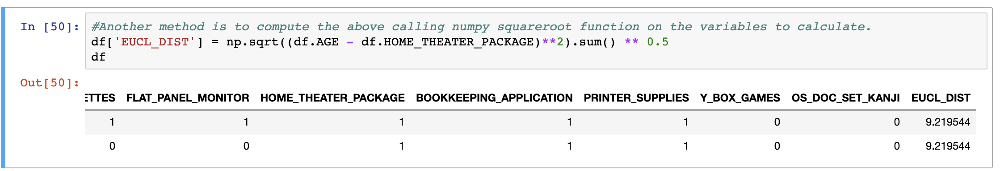 In [50]: #Another method is to compute the above calling numpy squareroot function on the variables to calculate.
df['EUCL_DIST'] = np.sqrt((df.AGE - df.HOME_THEATER_PACKAGE)**2).sum() ** 0.5
df
Out[50]:
ETTES FLAT_PANEL_MONITOR HOME_THEATER_PACKAGE BOOKKEEPING_APPLICATION PRINTER_SUPPLIES Y_BOX_GAMES OS_DOC_SET_KANJI EUCL_DIST
1 1 1 1 1 0 0 9.219544
0 0 1 1 1 0 0 9.219544